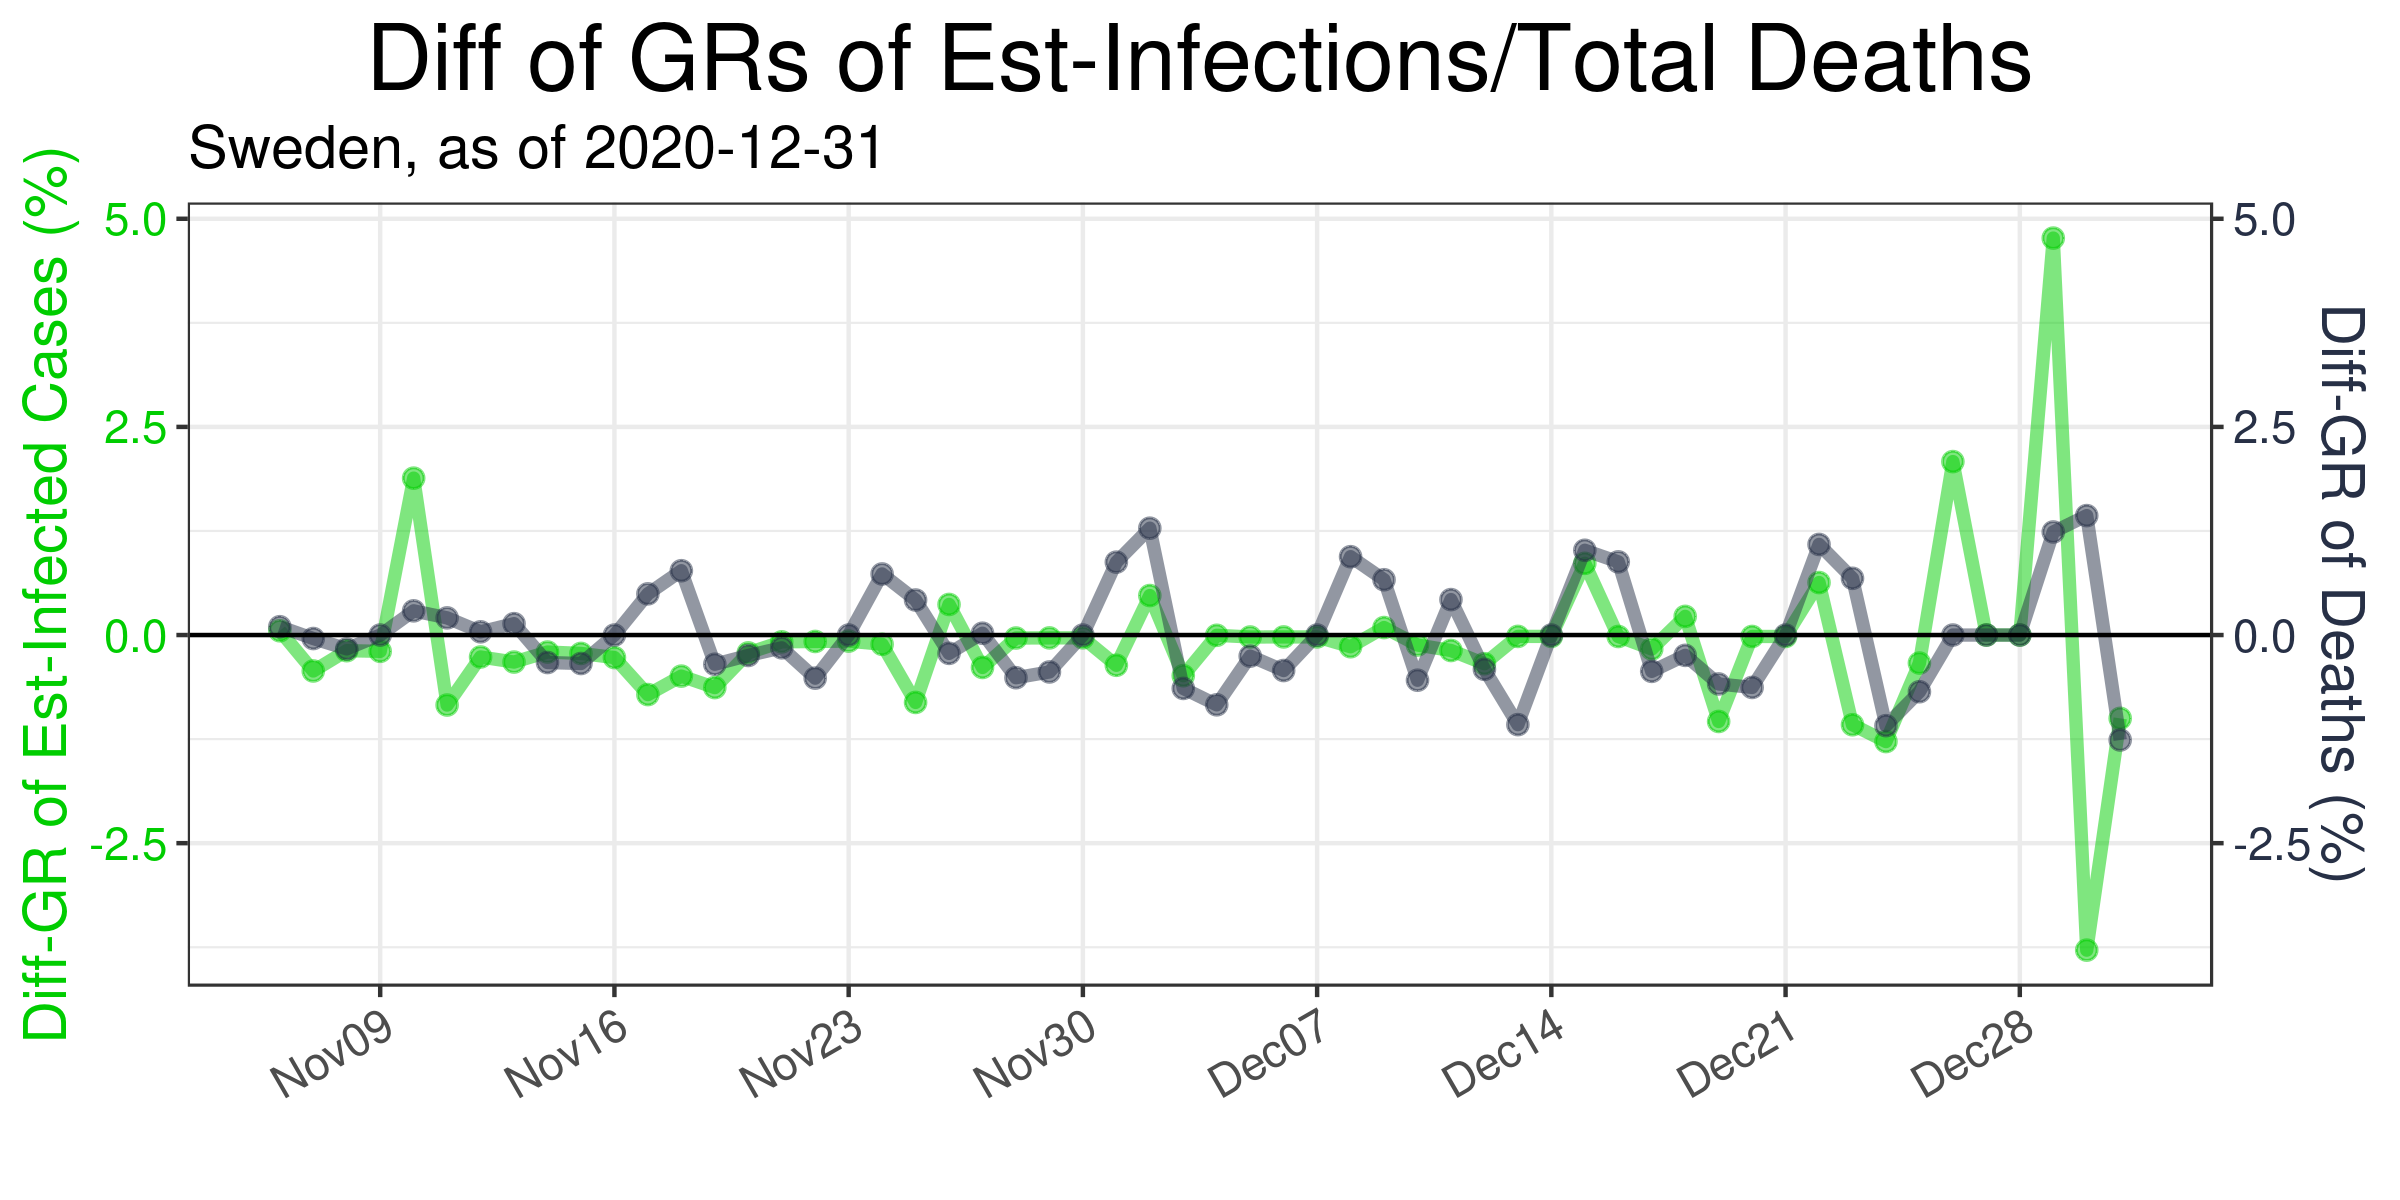 Diff of GRs of Est-Infections/Total Deaths
Sweden, as of 2020-12-31
Diff-GR of Est-Infected Cases (%)
5.0
2.5
0.0
-2.5
5.0
2.5
0.0
-2.5
Diff-GR of Deaths (%)
Nov09
Nov16
Nov23
Nov30
Dec07
Dec14
Dec21
Dec28